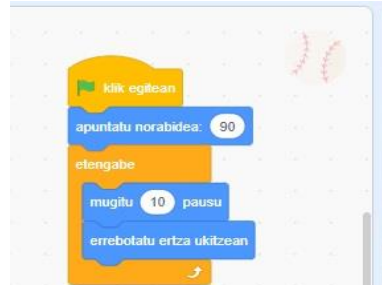 klik egitean
apuntatu norabidea: 90
etengabe
mugitu 10 pausu
errebotatu ertza ukitzean